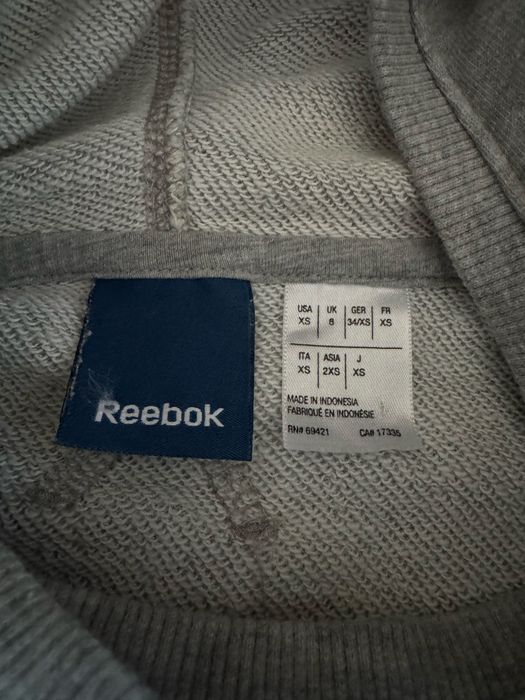 Reebok
USA UK GER FR
XS 8 34/XS XS
ITA ASIA J
XS 2XS XS
MADE IN INDONESIA
FABRIQUÉ EN INDONÉSIE
RN# 69421 CA# 17335